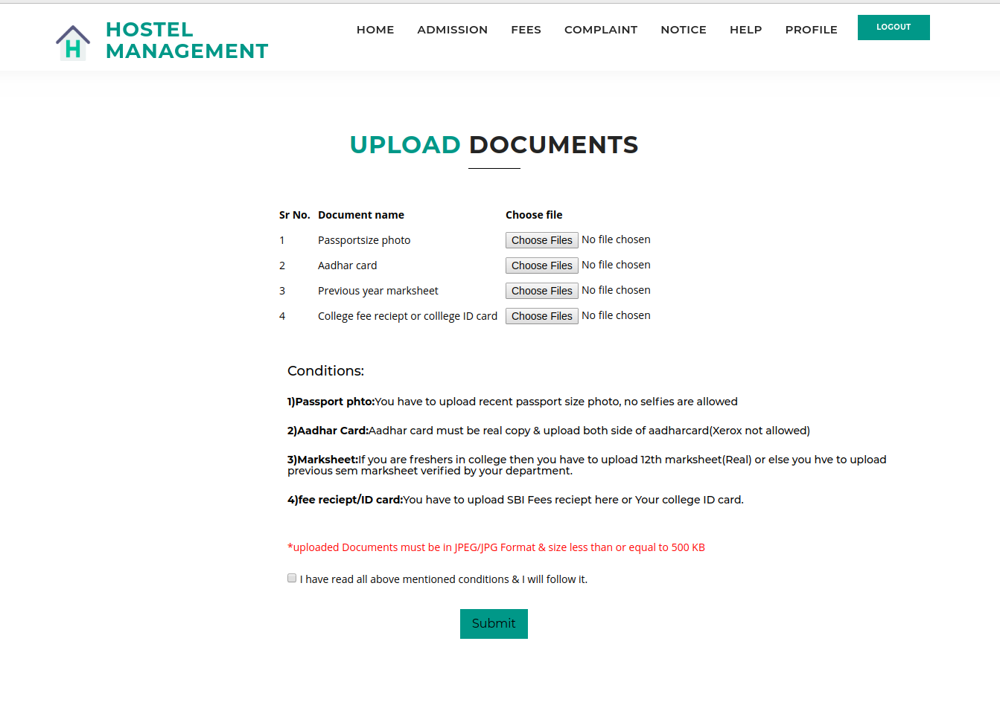 H
HOSTEL
MANAGEMENT
HOME ADMISSION FEES COMPLAINT NOTICE HELP PROFILE LOGOUT
UPLOAD DOCUMENTS
Sr No. Document name Choose file
1 Passportsize photo Choose Files No file chosen
2 Aadhar card Choose Files No file chosen
3 Previous year marksheet Choose Files No file chosen
4 College fee reciept or colllege ID card Choose Files No file chosen
Conditions:
1)Passport phto:You have to upload recent passport size photo, no selfies are allowed
2)Aadhar Card:Aadhar card must be real copy & upload both side of aadharcard(Xerox not allowed)
3)Marksheet:If you are freshers in college then you have to upload 12th marksheet(Real) or else you hve to upload
previous sem marksheet verified by your department.
4)fee reciept/ID card:You have to upload SBI Fees reciept here or Your college ID card.
*uploaded Documents must be in JPEG/JPG Format & size less than or equal to 500 KB
I have read all above mentioned conditions & I will follow it.
Submit